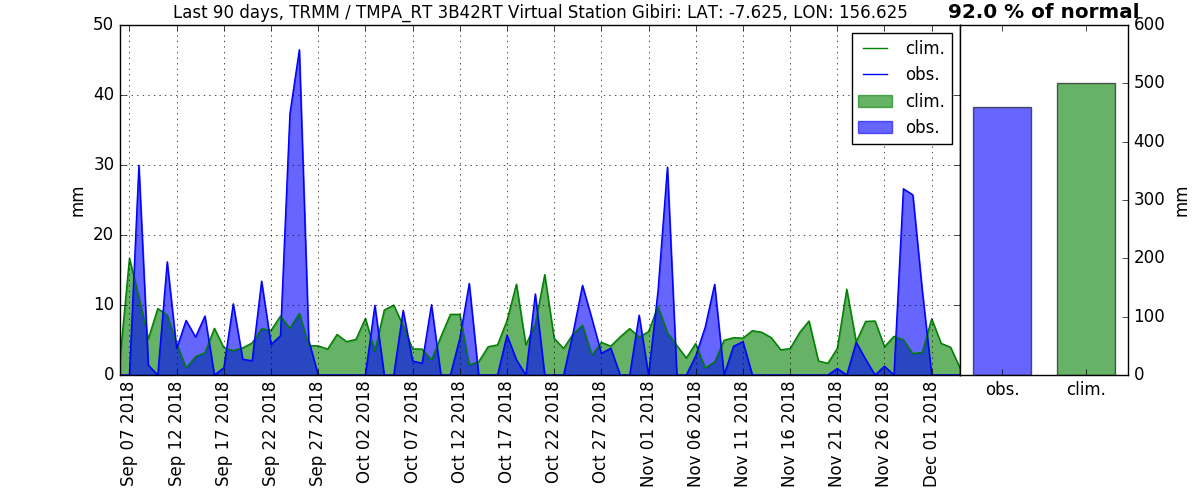 Last 90 days, TRMM / TMPA_RT 3B42RT Virtual Station Gibiri: LAT: -7.625, LON: 156.625
92.0 % of normal
50
40
30
20
10
0
mm
clim.
obs.
clim.
obs.
600
500
400
300
200
100
0
mm
obs.
clim.
Sep 07 2018
Sep 12 2018
Sep 17 2018
Sep 22 2018
Sep 27 2018
Oct 02 2018
Oct 07 2018
Oct 12 2018
Oct 17 2018
Oct 22 2018
Oct 27 2018
Nov 01 2018
Nov 06 2018
Nov 11 2018
Nov 16 2018
Nov 21 2018
Nov 26 2018
Dec 01 2018